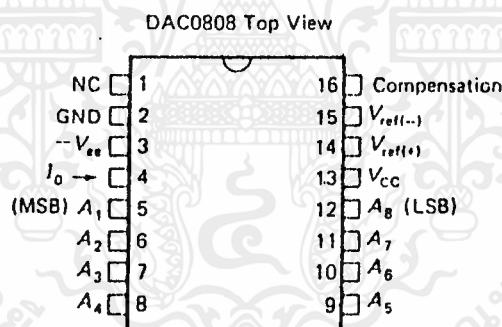 DAC0808 Top View
NC 1
GND 2
--Vee 3
I0 → 4
(MSB) A1 5
A2 6
A3 7
A4 8
16 Compensation
15 Vref(--)
14 Vref(+)
13 VCC
12 A8 (LSB)
11 A7
10 A6
9 A5